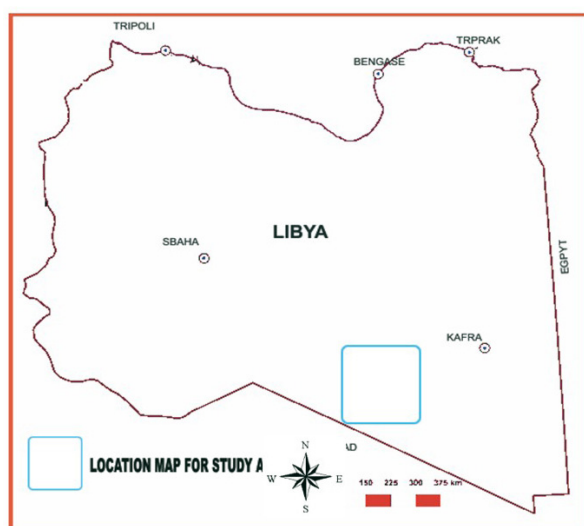 TRIPOLI
TRPRAK
BENGASE
LIBYA
SBAHA
EGPYT
KAFRA
AD
LOCATION MAP FOR STUDY A
N
W E
S
150 225 300 375 km